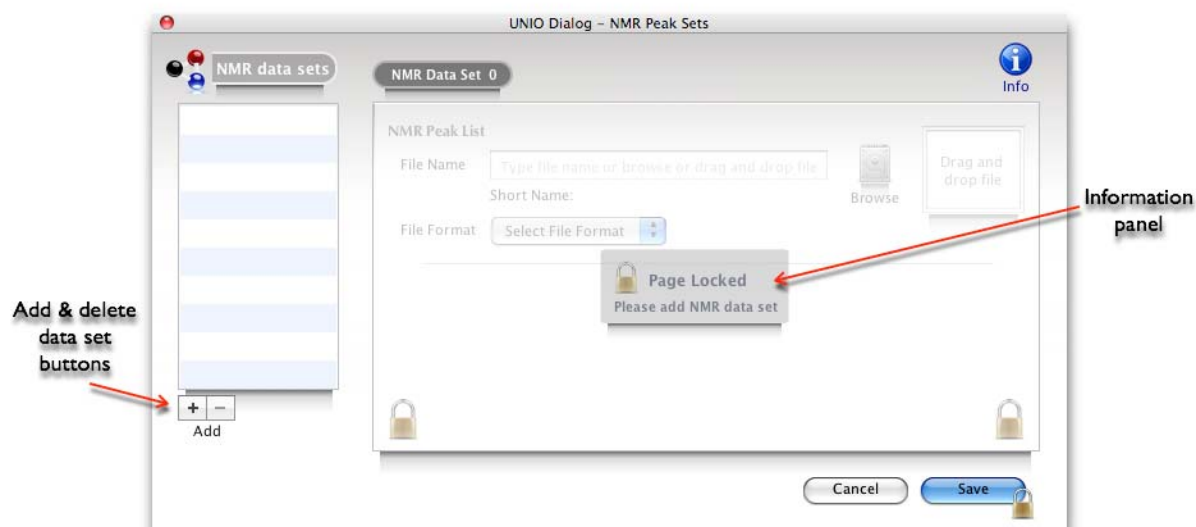 UNIO Dialog - NMR Peak Sets
NMR data sets
NMR Data Set 0
Info
NMR Peak List
File Name
Type file name or browse or drag and drop file
Browse
Drag and
drop file
Short Name:
File Format
Select File Format
Page Locked
Please add NMR data set
Information
panel
Add & delete
data set
buttons
+ −
Add
Cancel
Save